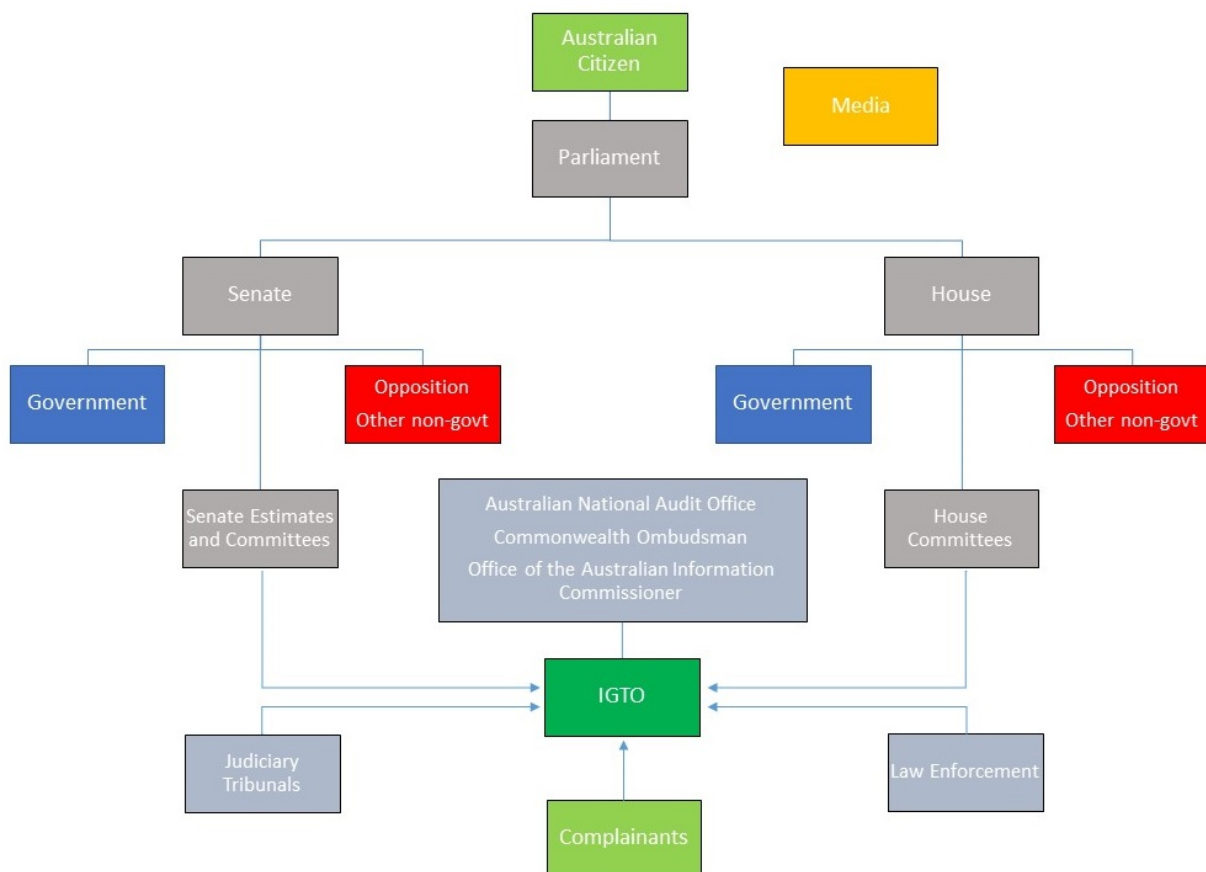 Australian
Citizen
Media
Parliament
Senate
House
Government
Opposition
Other non-govt
Government
Opposition
Other non-govt
Senate Estimates
and Committees
Australian National Audit Office
Commonwealth Ombudsman
Office of the Australian Information
Commissioner
House
Committees
IGTO
Judiciary
Tribunals
Law Enforcement
Complainants